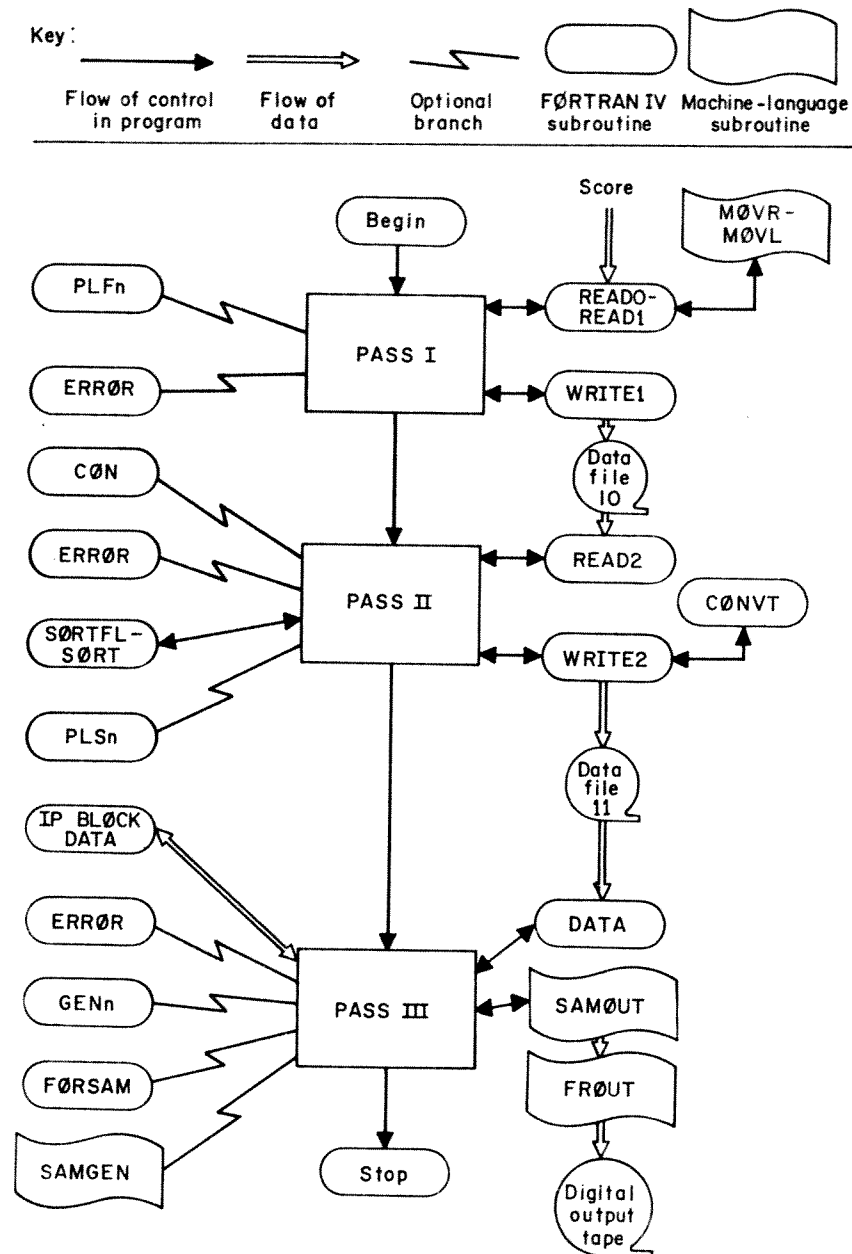 Key:
Flow of control
in program
Flow of
data
Optional
branch
FØRTRAN IV
subroutine
Machine-language
subroutine
Score
Begin
MØVR-
MØVL
PLFn
READO-
READ1
PASS I
ERRØR
WRITE1
CØN
Data
file
10
ERRØR
READ2
PASS II
CØNVT
SØRTFL-
SØRT
WRITE2
PLSn
Data
file
11
IP BLØCK
DATA
ERRØR
DATA
GENn
PASS III
SAMØUT
FØRSAM
FRØUT
SAMGEN
Stop
Digital
output
tape